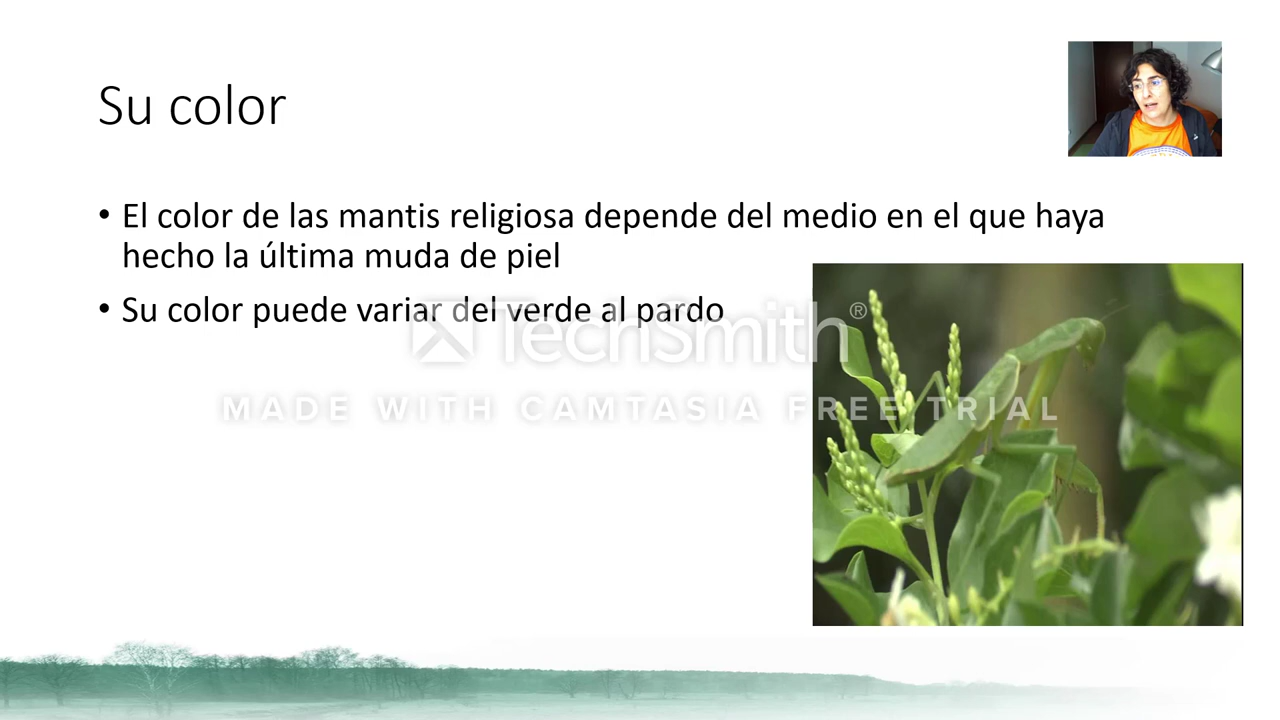 Su color
• El color de las mantis religiosa depende del medio en el que haya
hecho la última muda de piel
• Su color puede variar del verde al pardo
TechSmith®
MADE WITH CAMTASIA FREE TRIAL